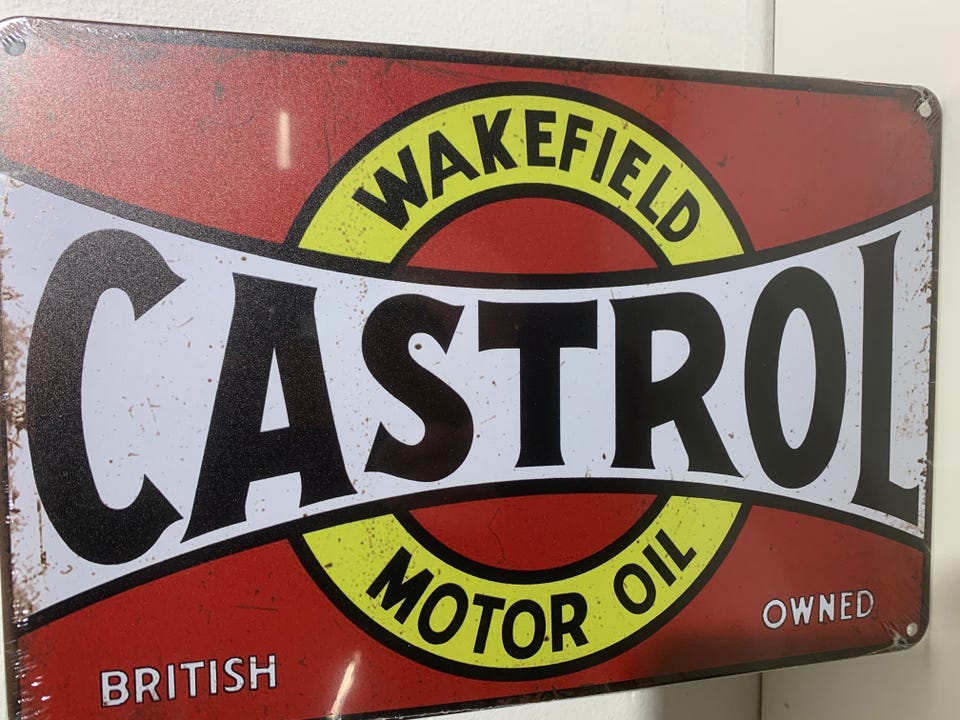 WAKEFIELD
CASTROL
MOTOR OIL
BRITISH OWNED